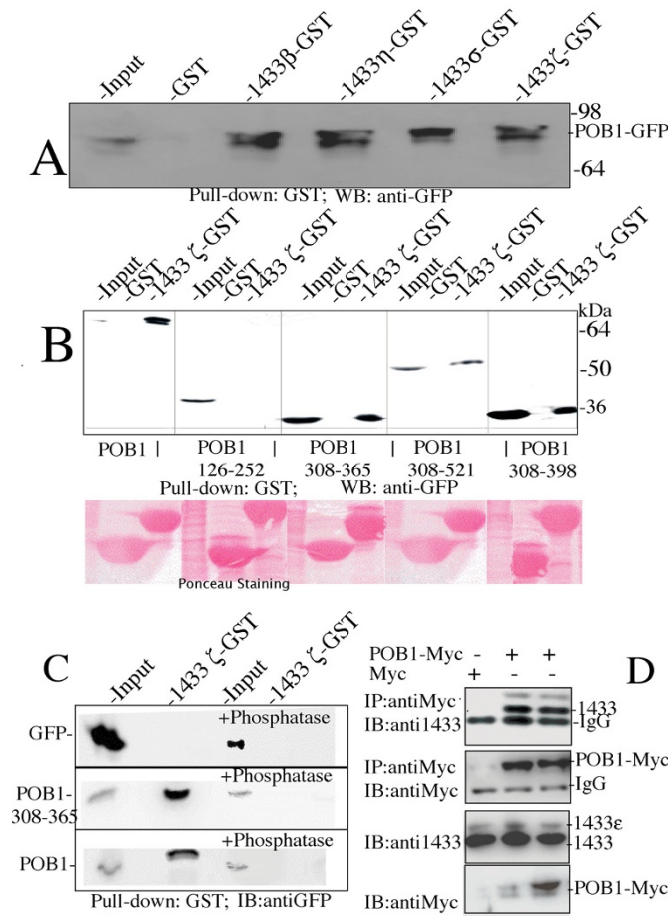 -Input
-GST
-1433β-GST
-1433η-GST
-1433σ-GST
-1433ζ-GST
-98
-POB1-GFP
-64
A
Pull-down: GST; WB: anti-GFP
-Input
-GST
-1433 ζ-GST
-Input
-GST
-1433 ζ-GST
-Input
-GST
-1433 ζ-GST
-Input
-GST
-1433 ζ-GST
-Input
-GST
-1433 ζ-GST
B
kDa
-64
-50
-36
POB1 | POB1 | POB1 | POB1 | POB1
126-252 308-365 308-521 308-398
Pull-down: GST; WB: anti-GFP
Ponceau Staining
C
-Input
-1433 ζ-GST
-Input
-1433 ζ-GST
GFP-
+Phosphatase
POB1-
308-365
+Phosphatase
POB1-
+Phosphatase
Pull-down: GST; IB:antiGFP
D
POB1-Myc - + +
Myc + - -
IP:antiMyc
IB:anti1433
-1433
-IgG
IP:antiMyc
IB:antiMyc
-POB1-Myc
-IgG
IB:anti1433
-1433ε
-1433
IB:antiMyc
-POB1-Myc